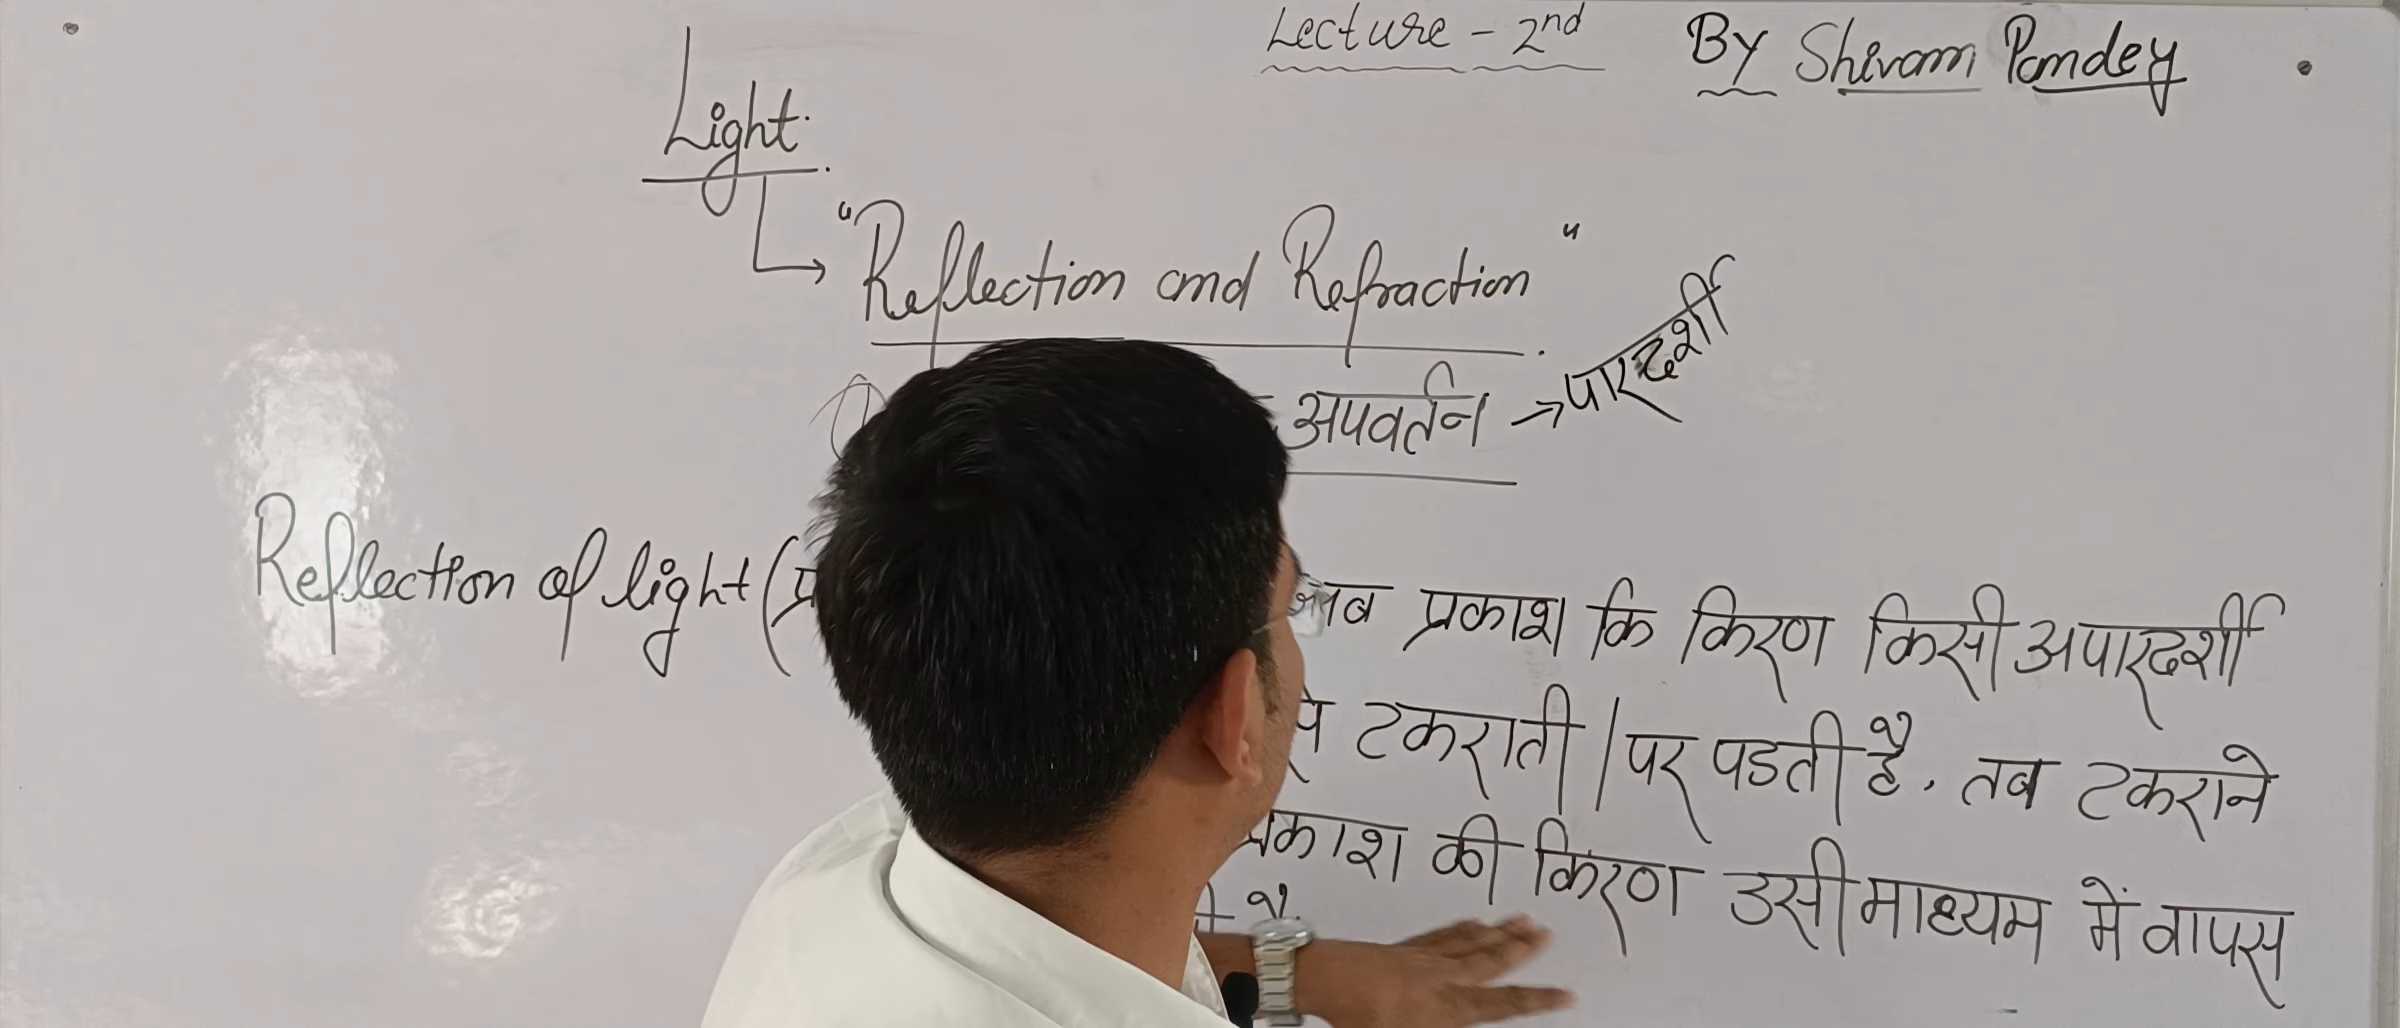 Lecture - 2nd By Shivam Pandey
Light.
"Reflection and Refraction"
अपवर्तन → पारदर्शी
Reflection of light ( जब प्रकाश कि किरण किसी अपारदर्शी
टकराती / पर पडती है, तब टकराने
प्रकाश की किरण उसी माध्यम में वापस
है